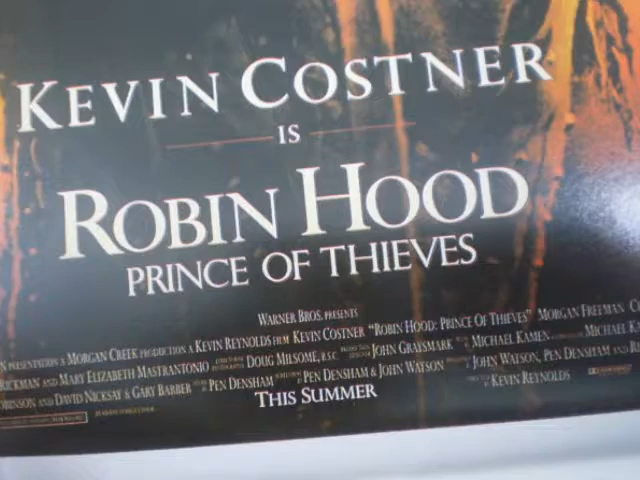 KEVIN COSTNER
IS
ROBIN HOOD
PRINCE OF THIEVES
WARNER BROS. PRESENTS
A MORGAN CREEK PRODUCTION A KEVIN REYNOLDS FILM KEVIN COSTNER "ROBIN HOOD: PRINCE OF THIEVES" MORGAN FREEMAN
RICKMAN AND MARY ELIZABETH MASTRANTONIO DOUG MILSOME, B.S.C. JOHN GRAYSMARK MICHAEL KAMEN MICHAEL
ROBINSON AND DAVID NICKSAY & GARY BARBER PEN DENSHAM PEN DENSHAM & JOHN WATSON JOHN WATSON, PEN DENSHAM AND
THIS SUMMER KEVIN REYNOLDS